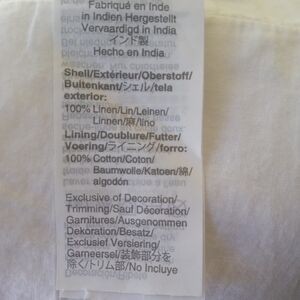 Fabriqué en Inde
in Indien Hergestellt
Vervaardigd in India
インド製
Hecho en India
Shell/Extérieur/Oberstoff/
Buitenkant/シェル/tela
exterior:
100% Linen/Lin/Leinen/
Linnen/麻/lino
Lining/Doublure/Futter/
Voering/ライニング/forro:
100% Cotton/Coton/
Baumwolle/Katoen/綿/
algodón
Exclusive of Decoration/
Trimming/Sauf Décoration/
Garnitures/Ausgenommen
Dekoration/Besatz/
Exclusief Versiering/
Garneersel/装飾部分を
除く/トリム部/No Incluye